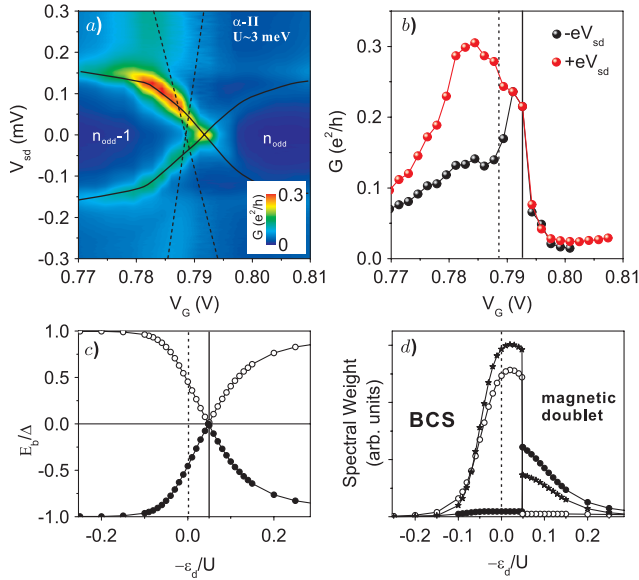 a)
α-II
U~3 meV
0.3
0.2
0.1
0.0
-0.1
-0.2
-0.3
V_sd (mV)
n_odd-1
n_odd
G (e²/h)
0.3
0
0.77 0.78 0.79 0.80 0.81
V_G (V)
b)
-eV_sd
+eV_sd
0.3
0.2
0.1
0.0
G (e²/h)
0.77 0.78 0.79 0.80 0.81
V_G (V)
c)
1.0
0.5
0.0
-0.5
-1.0
E_b/Δ
-0.2 0.0 0.2
-ε_d/U
d)
BCS
magnetic
doublet
Spectral Weight
(arb. units)
-0.2 -0.1 0.0 0.1 0.2
-ε_d/U